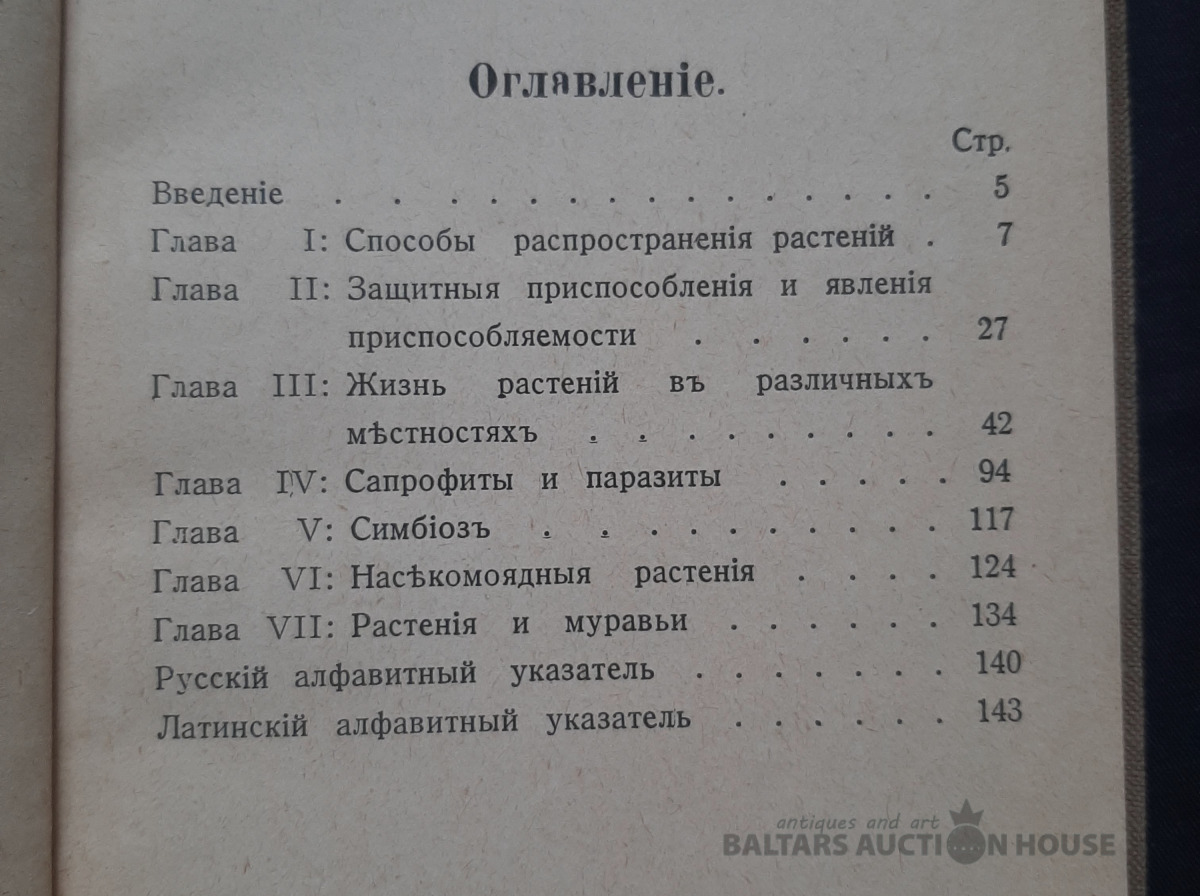 Оглавленіе.
Стр.
Введеніе . . . . . . . . . . . . . . 5
Глава I: Способы распространенія растеній . 7
Глава II: Защитныя приспособленія и явленія
приспособляемости . . . . . 27
Глава III: Жизнь растеній въ различныхъ
мѣстностяхъ . . . . . . . . 42
Глава IV: Сапрофиты и паразиты . . . . . 94
Глава V: Симбіозъ . . . . . . . . . 117
Глава VI: Насѣкомоядныя растенія . . . . 124
Глава VII: Растенія и муравьи . . . . . . 134
Русскій алфавитный указатель . . . . . . . 140
Латинскій алфавитный указатель . . . . . . 143
antiques and art
BALTARS AUCTION HOUSE